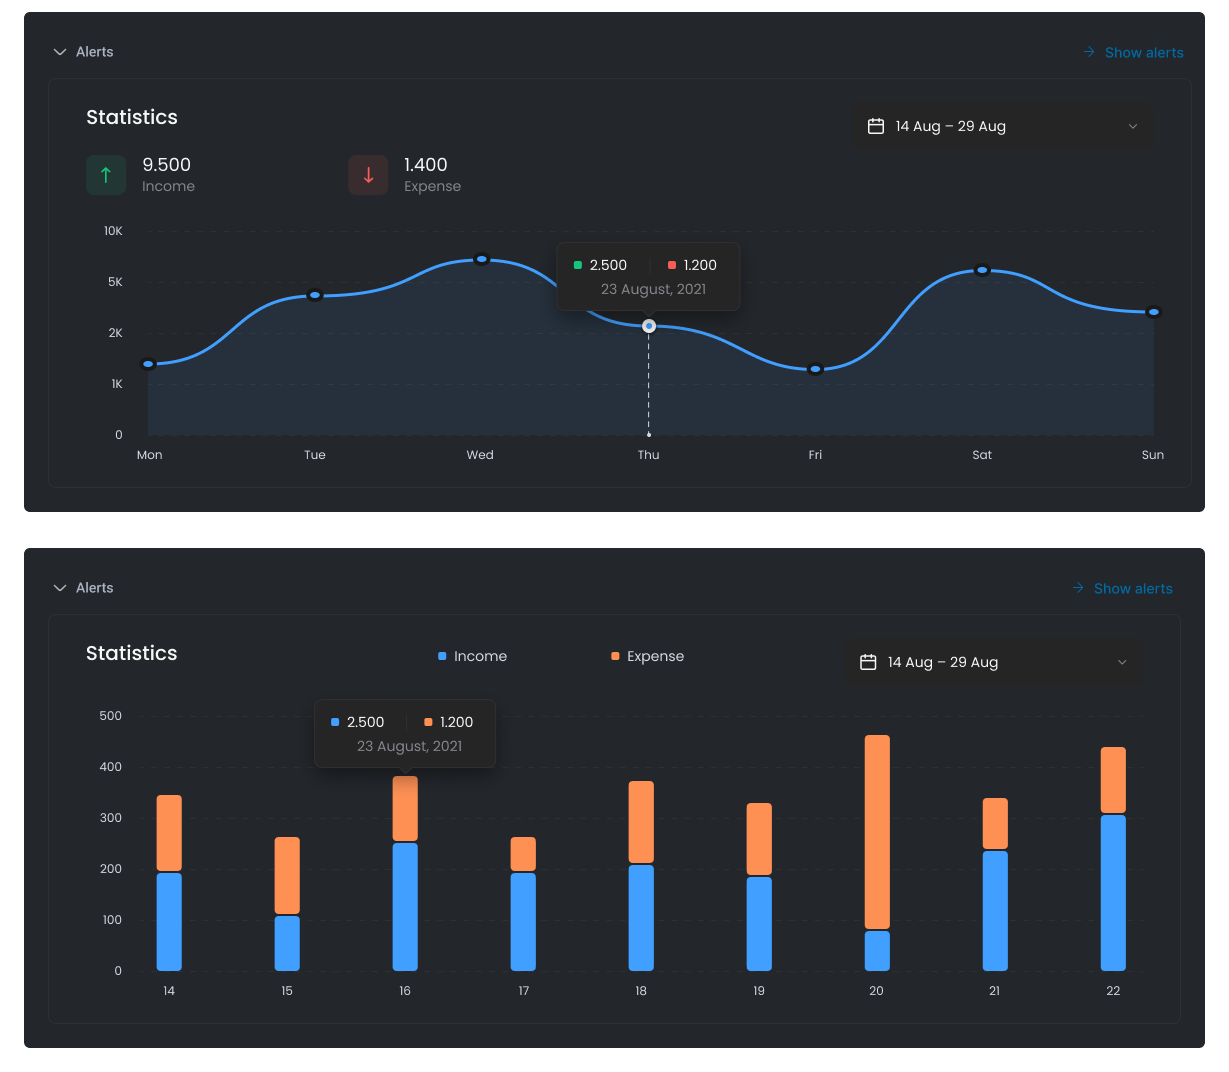 Alerts
Show alerts
Statistics
14 Aug – 29 Aug
9.500
Income
1.400
Expense
10K
5K
2K
1K
0
2.500 1.200
23 August, 2021
Mon Tue Wed Thu Fri Sat Sun
Alerts
Show alerts
Statistics
Income Expense
14 Aug – 29 Aug
500
400
300
200
100
0
2.500 1.200
23 August, 2021
14 15 16 17 18 19 20 21 22